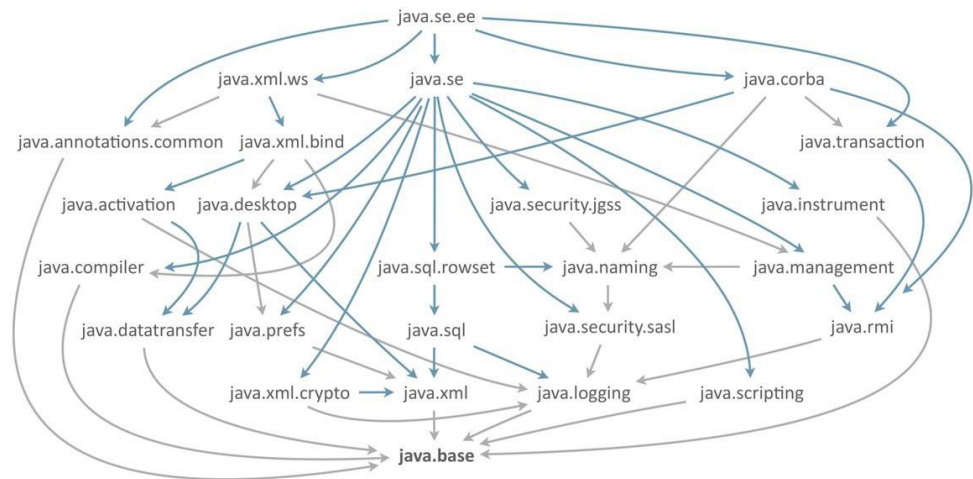 java.se.ee
java.xml.ws
java.se
java.corba
java.annotations.common
java.xml.bind
java.transaction
java.activation
java.desktop
java.security.jgss
java.instrument
java.compiler
java.sql.rowset
java.naming
java.management
java.datatransfer
java.prefs
java.sql
java.security.sasl
java.rmi
java.xml.crypto
java.xml
java.logging
java.scripting
java.base